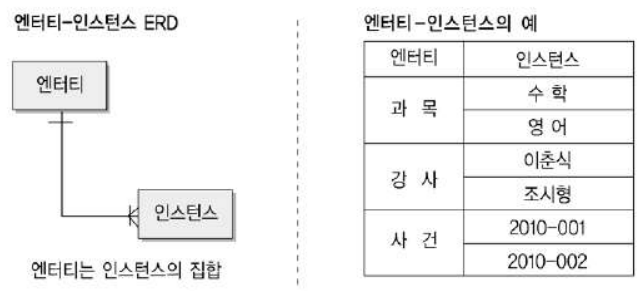 엔터티-인스턴스 ERD
엔터티
인스턴스
엔터티는 인스턴스의 집합
엔터티-인스턴스의 예
엔터티 인스턴스
과 목
수 학
영 어
강 사
이춘식
조시형
사 건
2010-001
2010-002